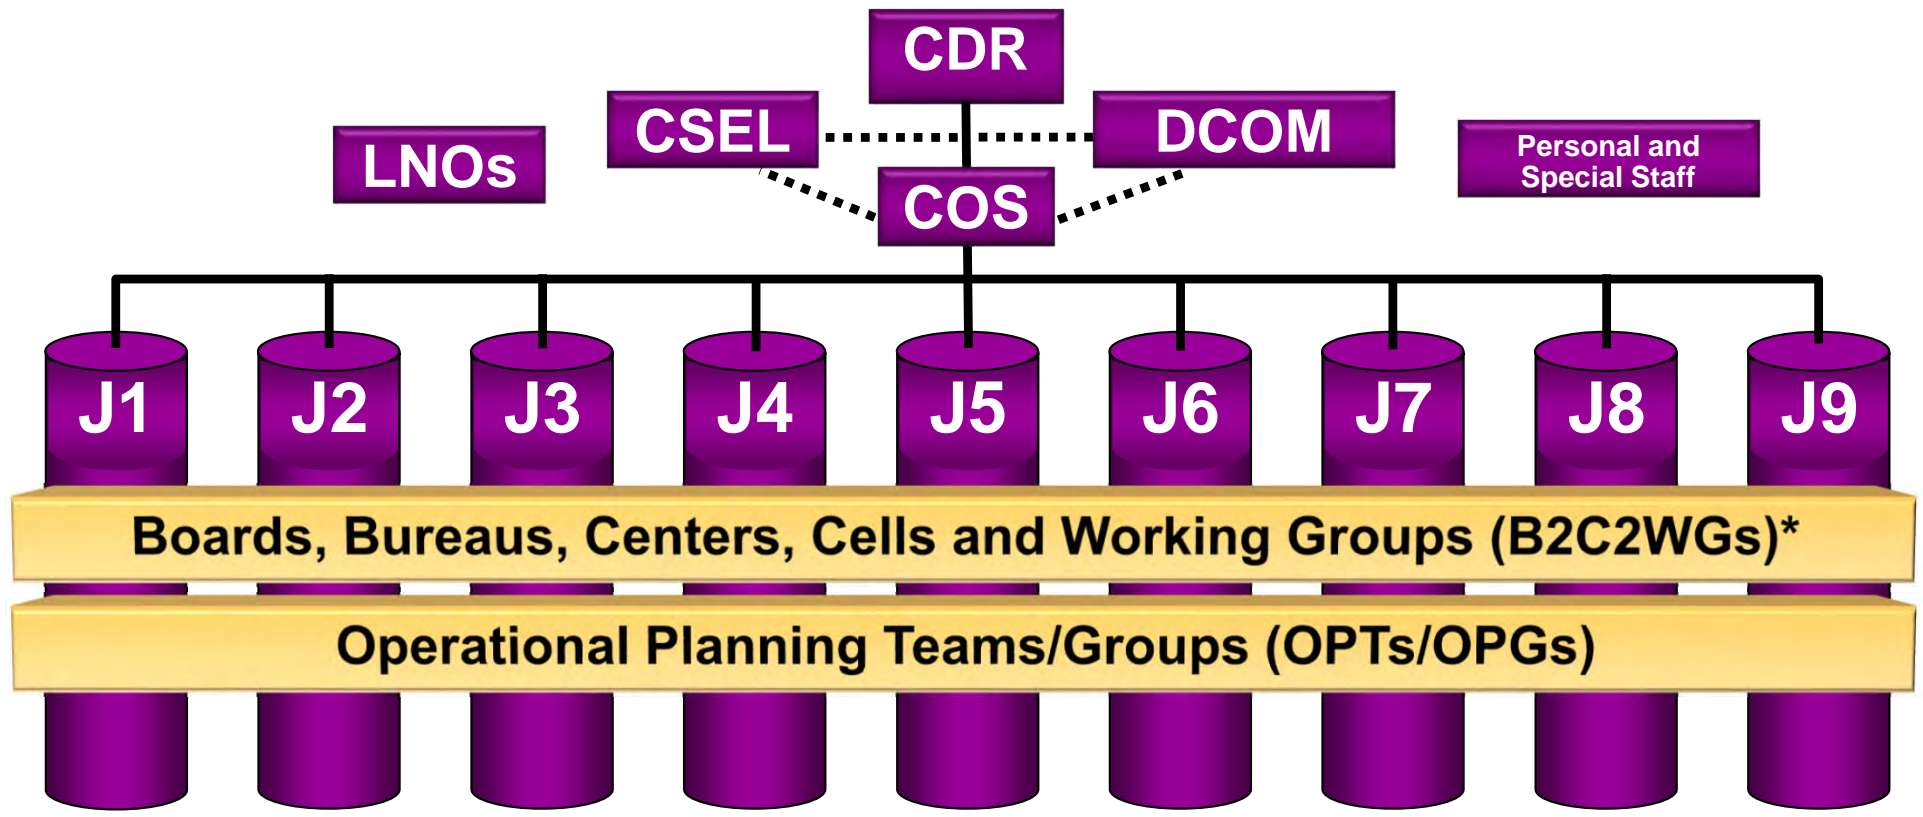 CDR
CSEL
DCOM
LNOs
Personal and
Special Staff
COS
J1
J2
J3
J4
J5
J6
J7
J8
J9
Boards, Bureaus, Centers, Cells and Working Groups (B2C2WGs)*
Operational Planning Teams/Groups (OPTs/OPGs)